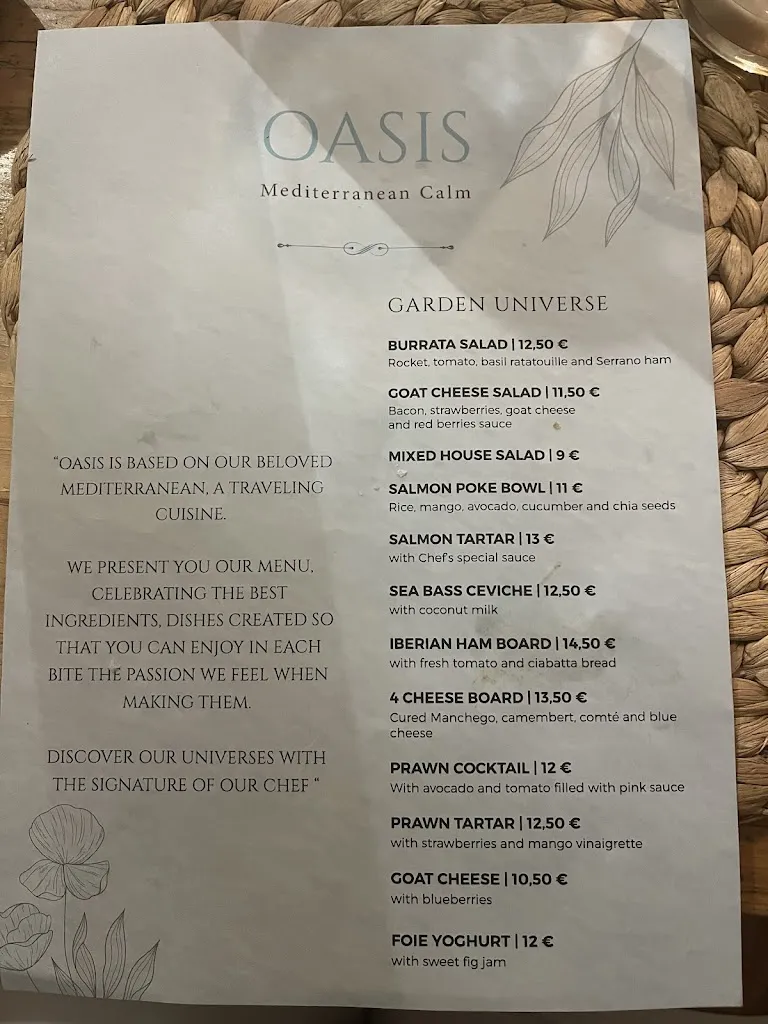 OASIS
Mediterranean Calm
"OASIS IS BASED ON OUR BELOVED
MEDITERRANEAN, A TRAVELING
CUISINE.
WE PRESENT YOU OUR MENU,
CELEBRATING THE BEST
INGREDIENTS, DISHES CREATED SO
THAT YOU CAN ENJOY IN EACH
BITE THE PASSION WE FEEL WHEN
MAKING THEM.
DISCOVER OUR UNIVERSES WITH
THE SIGNATURE OF OUR CHEF "
GARDEN UNIVERSE
BURRATA SALAD | 12,50 €
Rocket, tomato, basil ratatouille and Serrano ham
GOAT CHEESE SALAD | 11,50 €
Bacon, strawberries, goat cheese
and red berries sauce
MIXED HOUSE SALAD | 9 €
SALMON POKE BOWL | 11 €
Rice, mango, avocado, cucumber and chia seeds
SALMON TARTAR | 13 €
with Chef's special sauce
SEA BASS CEVICHE | 12,50 €
with coconut milk
IBERIAN HAM BOARD | 14,50 €
with fresh tomato and ciabatta bread
4 CHEESE BOARD | 13,50 €
Cured Manchego, camembert, comté and blue
cheese
PRAWN COCKTAIL | 12 €
With avocado and tomato filled with pink sauce
PRAWN TARTAR | 12,50 €
with strawberries and mango vinaigrette
GOAT CHEESE | 10,50 €
with blueberries
FOIE YOGHURT | 12 €
with sweet fig jam